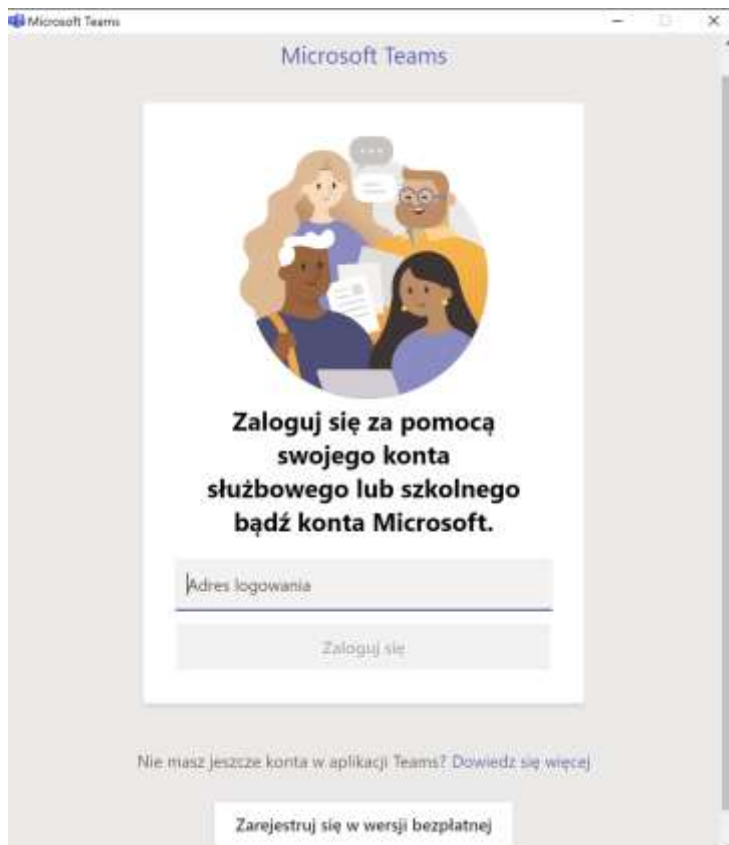 Microsoft Teams
Microsoft Teams
Zaloguj się za pomocą
swojego konta
służbowego lub szkolnego
bądź konta Microsoft.
Adres logowania
Zaloguj się
Nie masz jeszcze konta w aplikacji Teams? Dowiedz się więcej
Zarejestruj się w wersji bezpłatnej